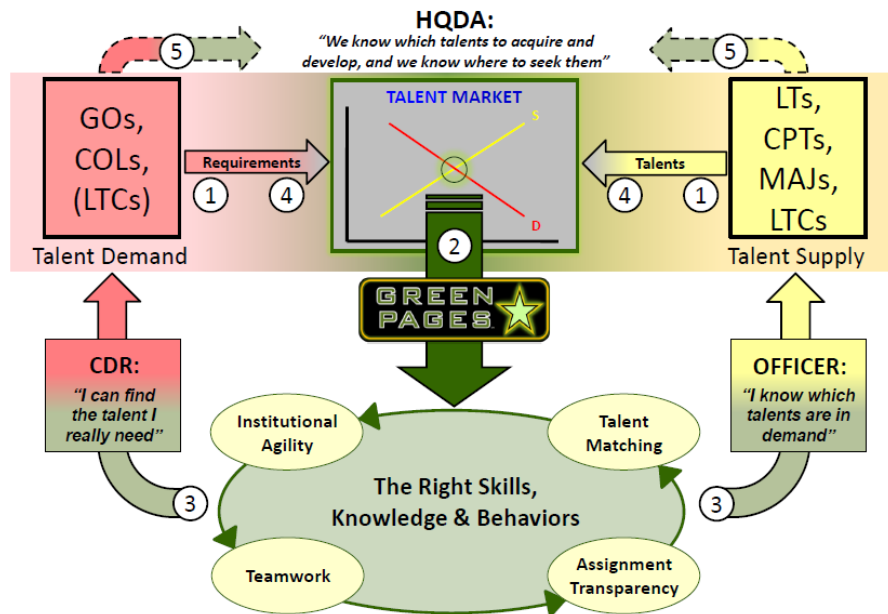 HQDA:
“We know which talents to acquire and
develop, and we know where to seek them”
5
5
GOs,
COLs,
(LTCs)
Talent Demand
Requirements
1
4
TALENT MARKET
S
D
2
Talents
4
1
LTs,
CPTs,
MAJs,
LTCs
Talent Supply
GREEN
PAGES
CDR:
“I can find
the talent I
really need”
OFFICER:
“I know which
talents are in
demand”
3
3
Institutional
Agility
Talent
Matching
The Right Skills,
Knowledge & Behaviors
Teamwork
Assignment
Transparency